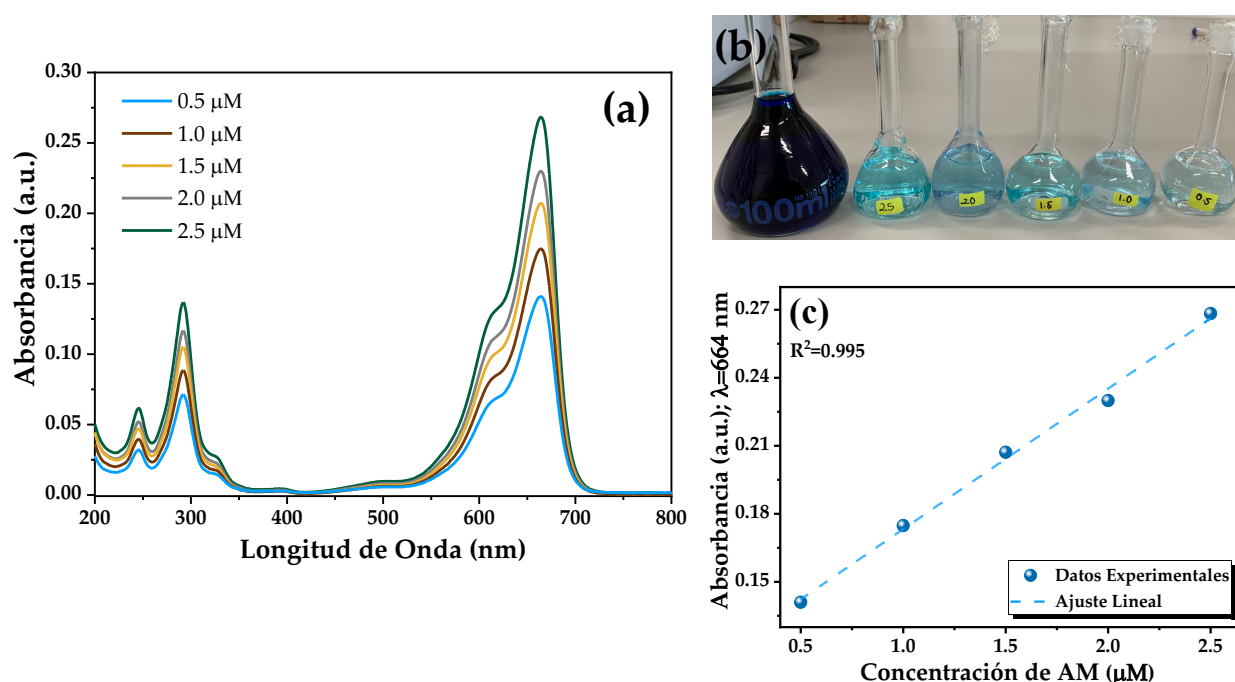 (a)
0.5 μM
1.0 μM
1.5 μM
2.0 μM
2.5 μM
Absorbancia (a.u.)
0.30
0.25
0.20
0.15
0.10
0.05
0.00
200 300 400 500 600 700 800
Longitud de Onda (nm)
(b)
100ml
25
20
1.5
1.0
0.5
(c)
R²=0.995
Absorbancia (a.u.); λ=664 nm
0.27
0.24
0.21
0.18
0.15
Datos Experimentales
Ajuste Lineal
0.5 1.0 1.5 2.0 2.5
Concentración de AM (μM)